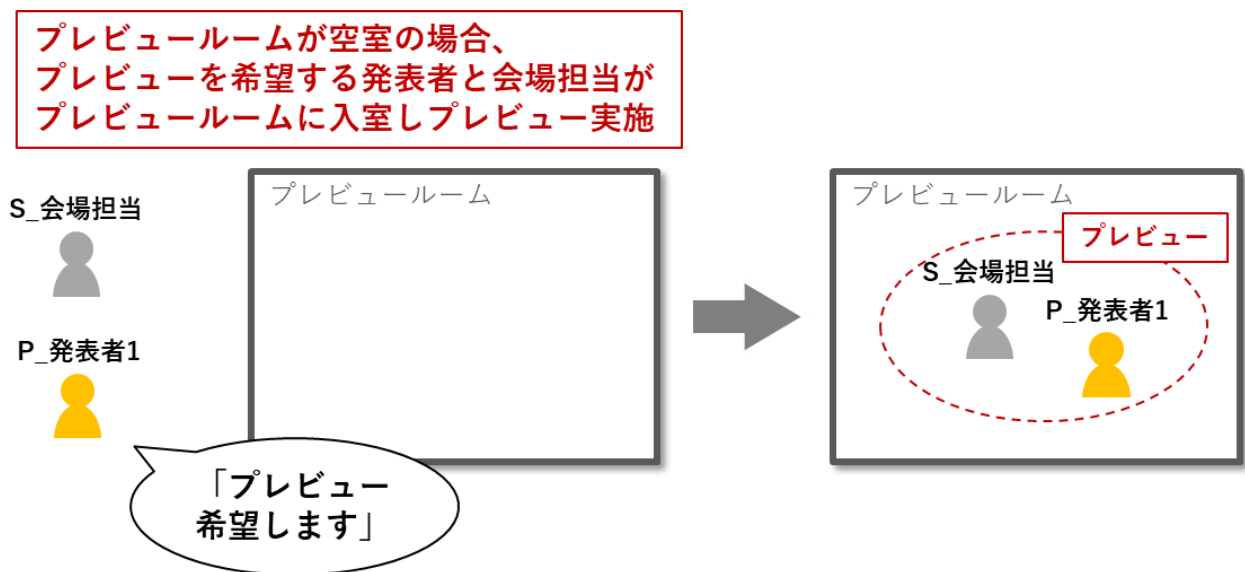 プレビュールームが空室の場合、
プレビューを希望する発表者と会場担当が
プレビュールームに入室しプレビュー実施
S_会場担当
P_発表者1
「プレビュー
希望します」
プレビュールーム
プレビュールーム
プレビュー
S_会場担当
P_発表者1